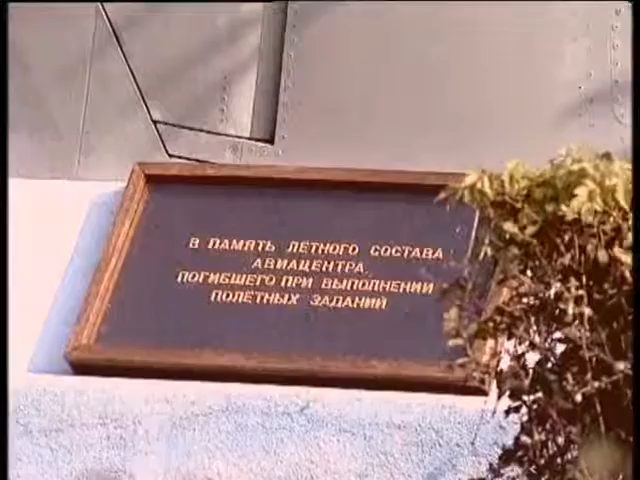 В ПАМЯТЬ ЛЕТНОГО СОСТАВА
АВИАЦЕНТРА,
ПОГИБШЕГО ПРИ ВЫПОЛНЕНИИ
ПОЛЕТНЫХ ЗАДАНИЙ